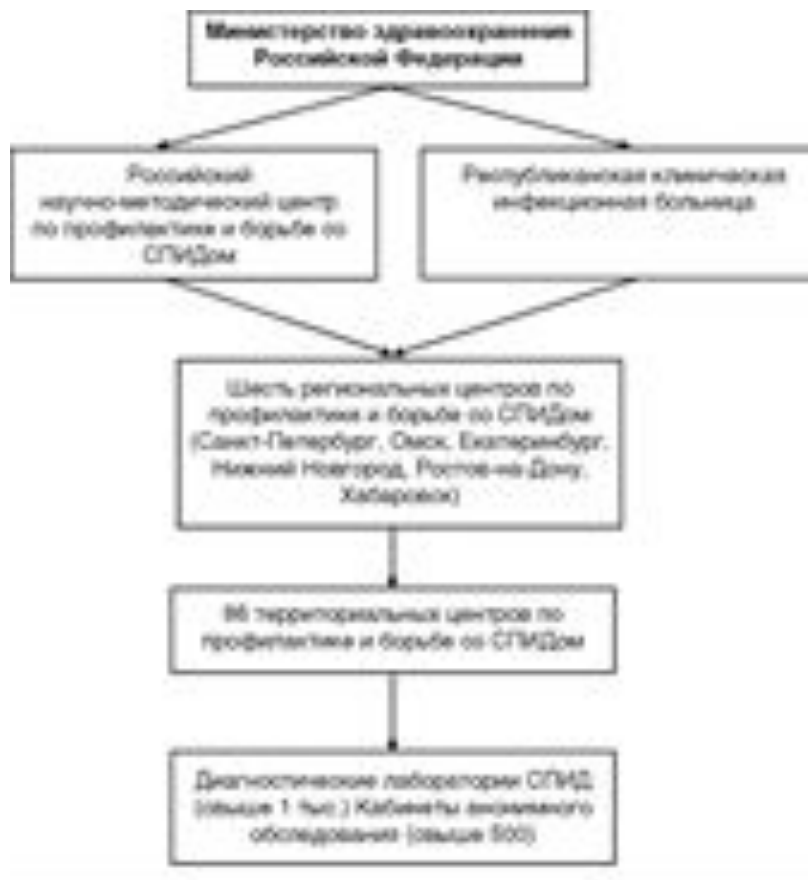 Министерство здравоохранения
Российской Федерации
Российский
научно-методический центр
по профилактике и борьбе со
СПИДом
Республиканская клиническая
инфекционная больница
Шесть региональных центров по
профилактике и борьбе со СПИДом
(Санкт-Петербург, Омск, Екатеринбург,
Нижний Новгород, Ростов-на-Дону,
Хабаровск)
86 территориальных центров по
профилактике и борьбе со СПИДом
Диагностические лаборатории СПИД
(свыше 1 тыс.) Кабинеты анонимного
обследования (свыше 500)